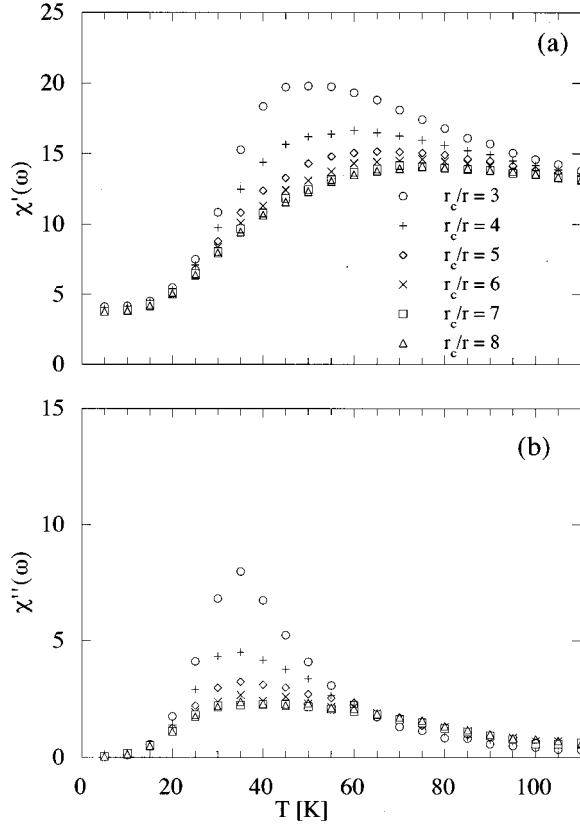 (a)
25
20
15
10
5
0
χ'(ω)
r_c/r = 3
r_c/r = 4
r_c/r = 5
r_c/r = 6
r_c/r = 7
r_c/r = 8
(b)
15
10
5
0
χ''(ω)
0 20 40 60 80 100
T [K]